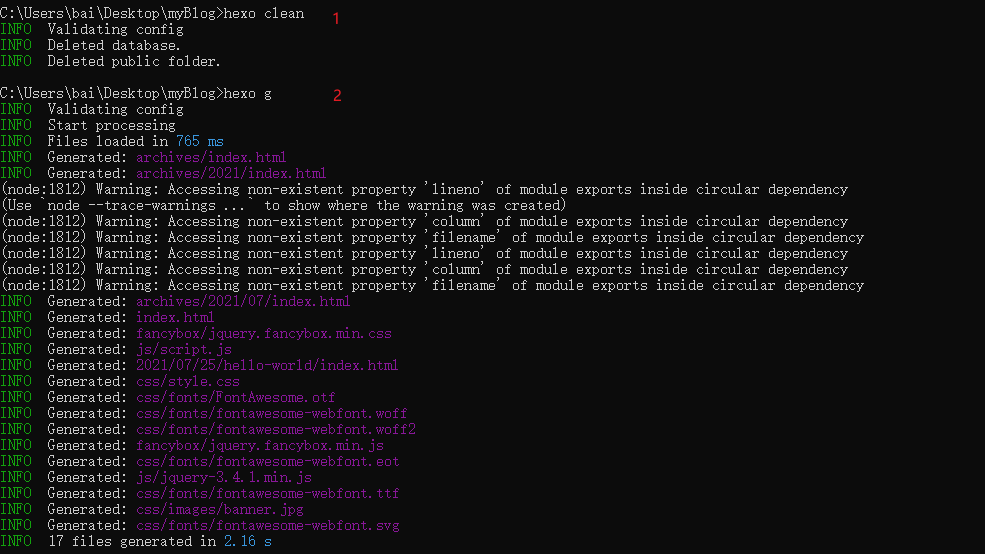 C:\Users\bai\Desktop\myBlog>hexo clean 1
INFO  Validating config
INFO  Deleted database.
INFO  Deleted public folder.
C:\Users\bai\Desktop\myBlog>hexo g 2
INFO  Validating config
INFO  Start processing
INFO  Files loaded in 765 ms
INFO  Generated: archives/index.html
INFO  Generated: archives/2021/index.html
(node:1812) Warning: Accessing non-existent property 'lineno' of module exports inside circular dependency
(Use `node --trace-warnings ...` to show where the warning was created)
(node:1812) Warning: Accessing non-existent property 'column' of module exports inside circular dependency
(node:1812) Warning: Accessing non-existent property 'filename' of module exports inside circular dependency
(node:1812) Warning: Accessing non-existent property 'lineno' of module exports inside circular dependency
(node:1812) Warning: Accessing non-existent property 'column' of module exports inside circular dependency
(node:1812) Warning: Accessing non-existent property 'filename' of module exports inside circular dependency
INFO  Generated: archives/2021/07/index.html
INFO  Generated: index.html
INFO  Generated: fancybox/jquery.fancybox.min.css
INFO  Generated: js/script.js
INFO  Generated: 2021/07/25/hello-world/index.html
INFO  Generated: css/style.css
INFO  Generated: css/fonts/FontAwesome.otf
INFO  Generated: css/fonts/fontawesome-webfont.woff
INFO  Generated: css/fonts/fontawesome-webfont.woff2
INFO  Generated: fancybox/jquery.fancybox.min.js
INFO  Generated: css/fonts/fontawesome-webfont.eot
INFO  Generated: js/jquery-3.4.1.min.js
INFO  Generated: css/fonts/fontawesome-webfont.ttf
INFO  Generated: css/images/banner.jpg
INFO  Generated: css/fonts/fontawesome-webfont.svg
INFO  17 files generated in 2.16 s